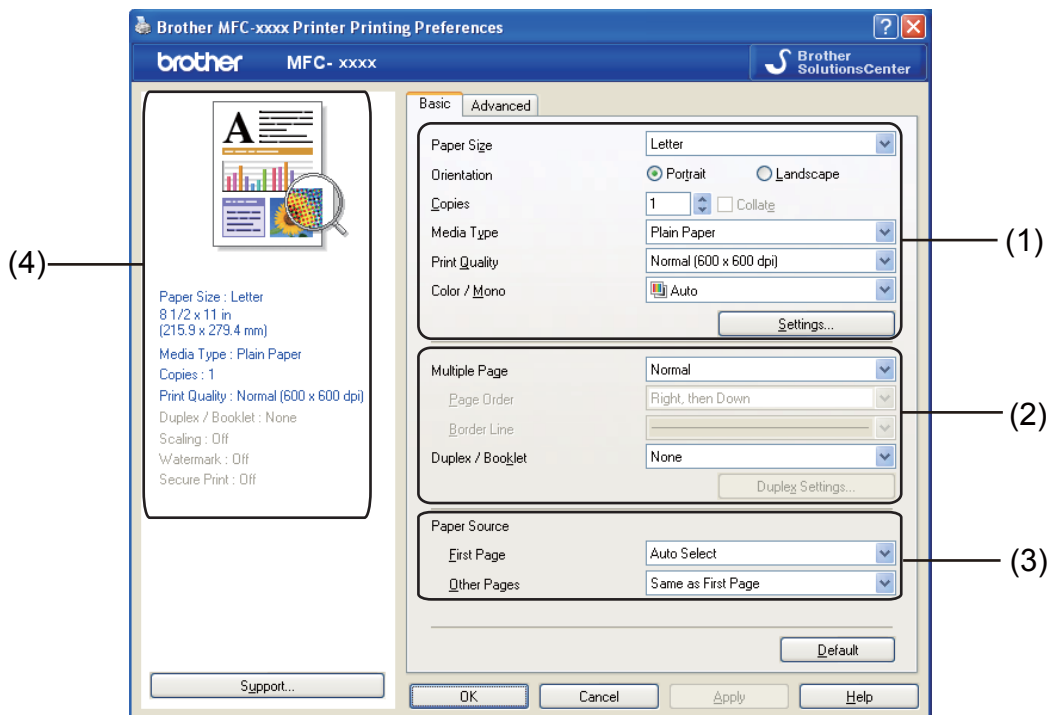 Brother MFC-xxxx Printer Printing Preferences
brother MFC- xxxx
Brother
SolutionsCenter
A
(4)
Paper Size : Letter
8 1/2 x 11 in
(215.9 x 279.4 mm)
Media Type : Plain Paper
Copies : 1
Print Quality : Normal (600 x 600 dpi)
Duplex / Booklet : None
Scaling : Off
Watermark : Off
Secure Print : Off
Support...
Basic Advanced
Paper Size Letter
Orientation Portrait Landscape
Copies 1 Collate
Media Type Plain Paper
Print Quality Normal (600 x 600 dpi)
Color / Mono Auto
Settings...
(1)
Multiple Page Normal
Page Order Right, then Down
Border Line
Duplex / Booklet None
Duplex Settings...
(2)
Paper Source
First Page Auto Select
Other Pages Same as First Page
(3)
Default
OK Cancel Apply Help